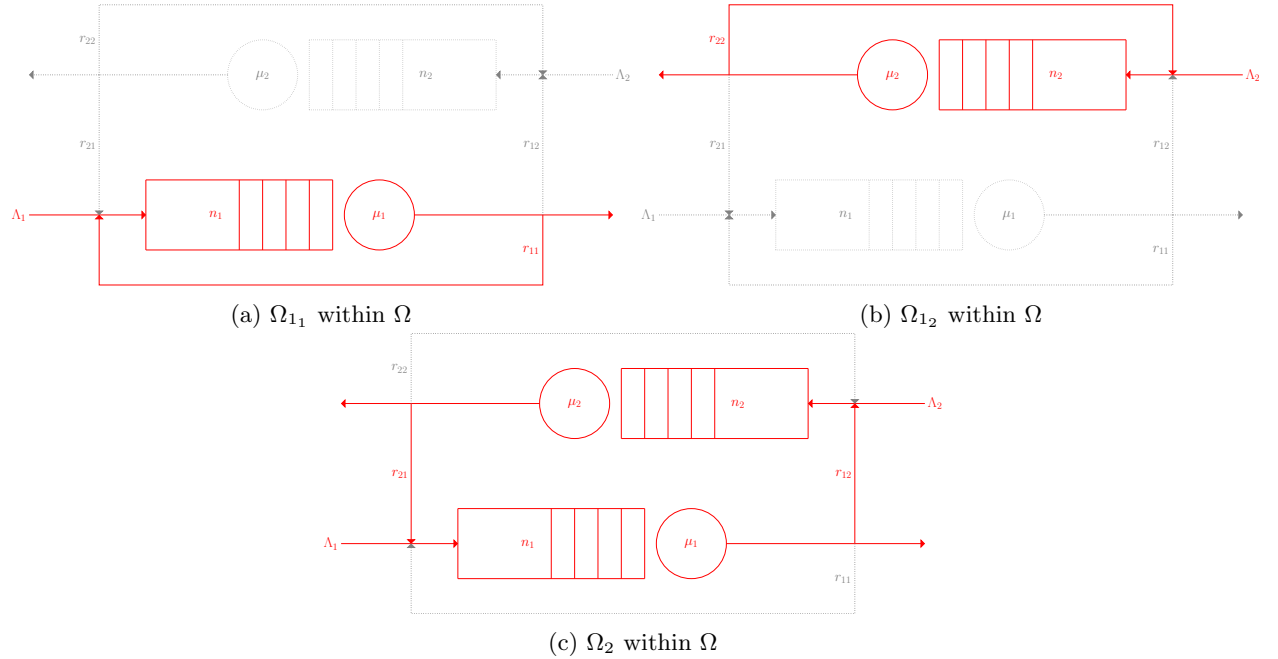 r₂₂
μ₂
n₂
Λ₂
r₂₁
r₁₂
Λ₁
n₁
μ₁
r₁₁
(a) Ω₁₁ within Ω
r₂₂
μ₂
n₂
Λ₂
r₂₁
r₁₂
Λ₁
n₁
μ₁
r₁₁
(b) Ω₁₂ within Ω
r₂₂
μ₂
n₂
Λ₂
r₂₁
r₁₂
Λ₁
n₁
μ₁
r₁₁
(c) Ω₂ within Ω